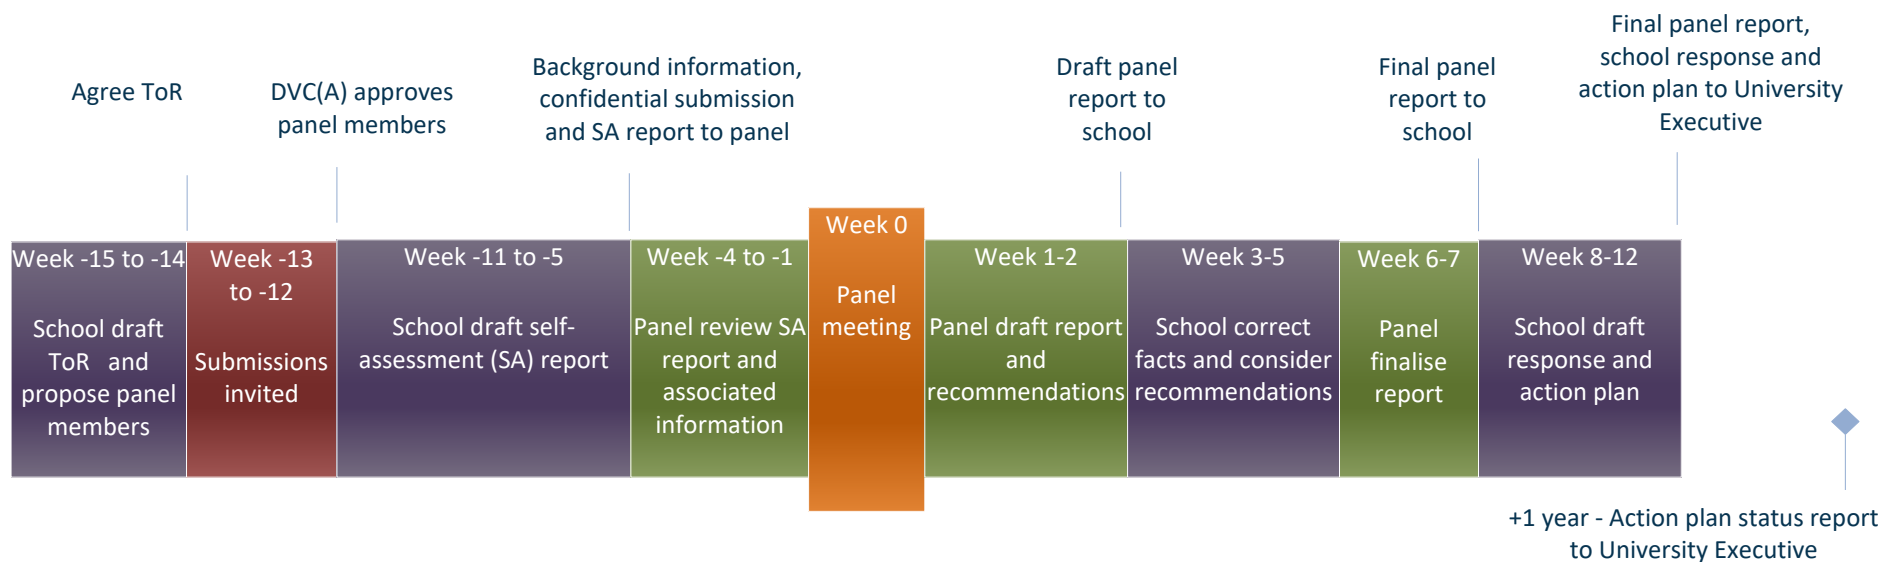 Agree ToR
DVC(A) approves
panel members
Background information,
confidential submission
and SA report to panel
Draft panel
report to
school
Final panel
report to
school
Final panel report,
school response and
action plan to University
Executive
Week -15 to -14
School draft
ToR and
propose panel
members
Week -13
to -12
Submissions
invited
Week -11 to -5
School draft self-
assessment (SA) report
Week -4 to -1
Panel review SA
report and
associated
information
Week 0
Panel
meeting
Week 1-2
Panel draft report
and
recommendations
Week 3-5
School correct
facts and consider
recommendations
Week 6-7
Panel
finalise
report
Week 8-12
School draft
response and
action plan
+1 year - Action plan status report
to University Executive